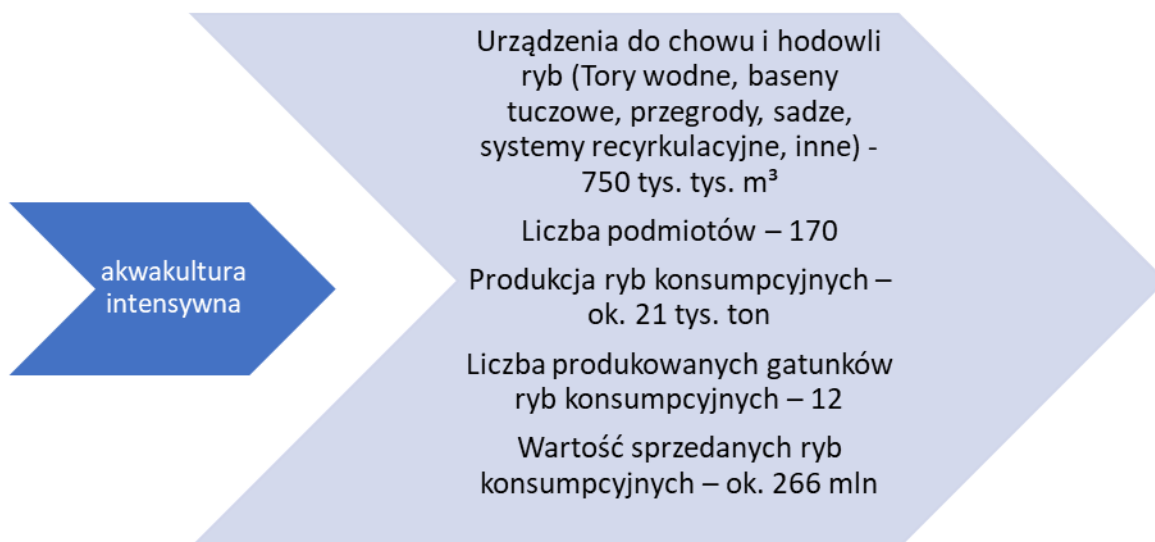 akwakultura
intensywna
Urządzenia do chowu i hodowli
ryb (Tory wodne, baseny
tuczowe, przegrody, sadze,
systemy recyrkulacyjne, inne) -
750 tys. tys. m³
Liczba podmiotów – 170
Produkcja ryb konsumpcyjnych –
ok. 21 tys. ton
Liczba produkowanych gatunków
ryb konsumpcyjnych – 12
Wartość sprzedanych ryb
konsumpcyjnych – ok. 266 mln